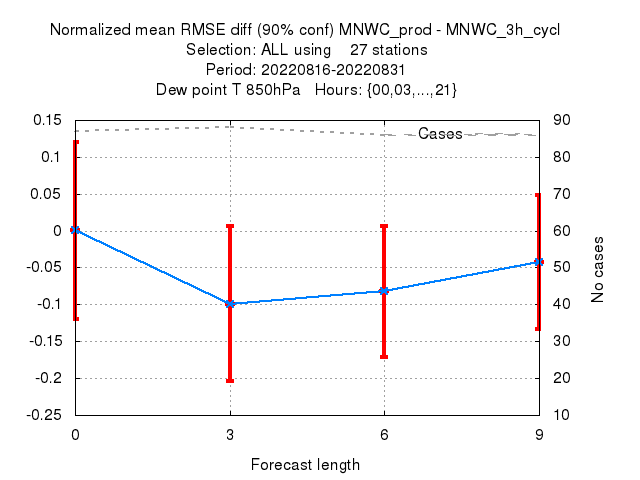 Normalized mean RMSE diff (90% conf) MNWC_prod - MNWC_3h_cycl
Selection: ALL using    27 stations
Period: 20220816-20220831
Dew point T 850hPa   Hours: {00,03,...,21}
0.15
0.1
0.05
0
-0.05
-0.1
-0.15
-0.2
-0.25
Cases
90
80
70
60
50
40
30
20
10
No cases
0 3 6 9
Forecast length